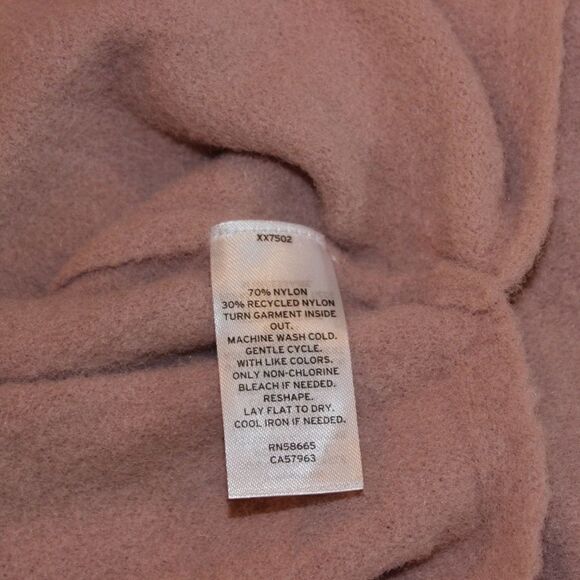 XX7502
70% NYLON
30% RECYCLED NYLON
TURN GARMENT INSIDE
OUT.
MACHINE WASH COLD.
GENTLE CYCLE.
WITH LIKE COLORS.
ONLY NON-CHLORINE
BLEACH IF NEEDED.
RESHAPE.
LAY FLAT TO DRY.
COOL IRON IF NEEDED.
RN58665
CA57963